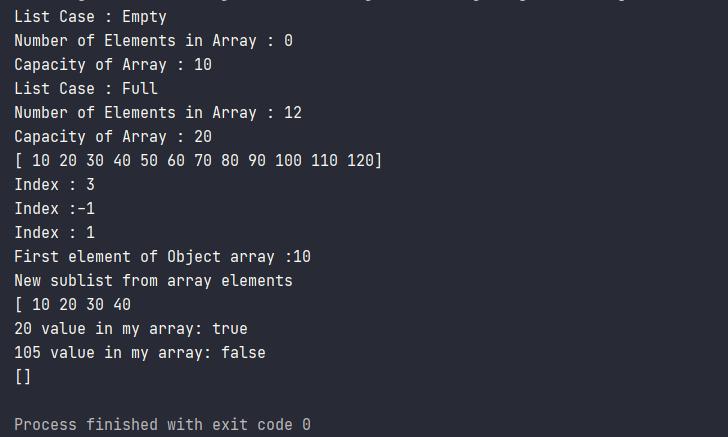 List Case : Empty
Number of Elements in Array : 0
Capacity of Array : 10
List Case : Full
Number of Elements in Array : 12
Capacity of Array : 20
[ 10 20 30 40 50 60 70 80 90 100 110 120]
Index : 3
Index :-1
Index : 1
First element of Object array :10
New sublist from array elements
[ 10 20 30 40
20 value in my array: true
105 value in my array: false
[]
Process finished with exit code 0